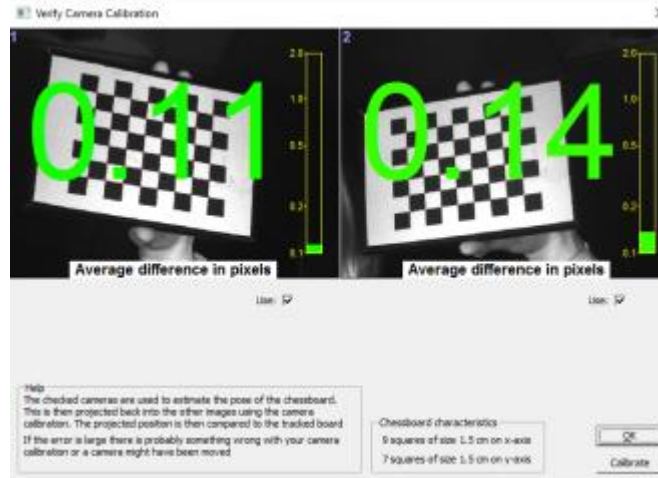 Verify Camera Calibration
1
2.0
1.0
0.5
0.2
0.1
0.11
Average difference in pixels
2
2.0
1.0
0.5
0.2
0.1
0.14
Average difference in pixels
Use:
Use:
Help
The checked cameras are used to estimate the pose of the chessboard.
This is then projected back into the other images using the camera
calibration. The projected position is then compared to the tracked board
If the error is large there is probably something wrong with your camera
calibration or a camera might have been moved
Chessboard characteristics
9 squares of size 1.5 cm on x-axis
7 squares of size 1.5 cm on y-axis
OK
Calibrate